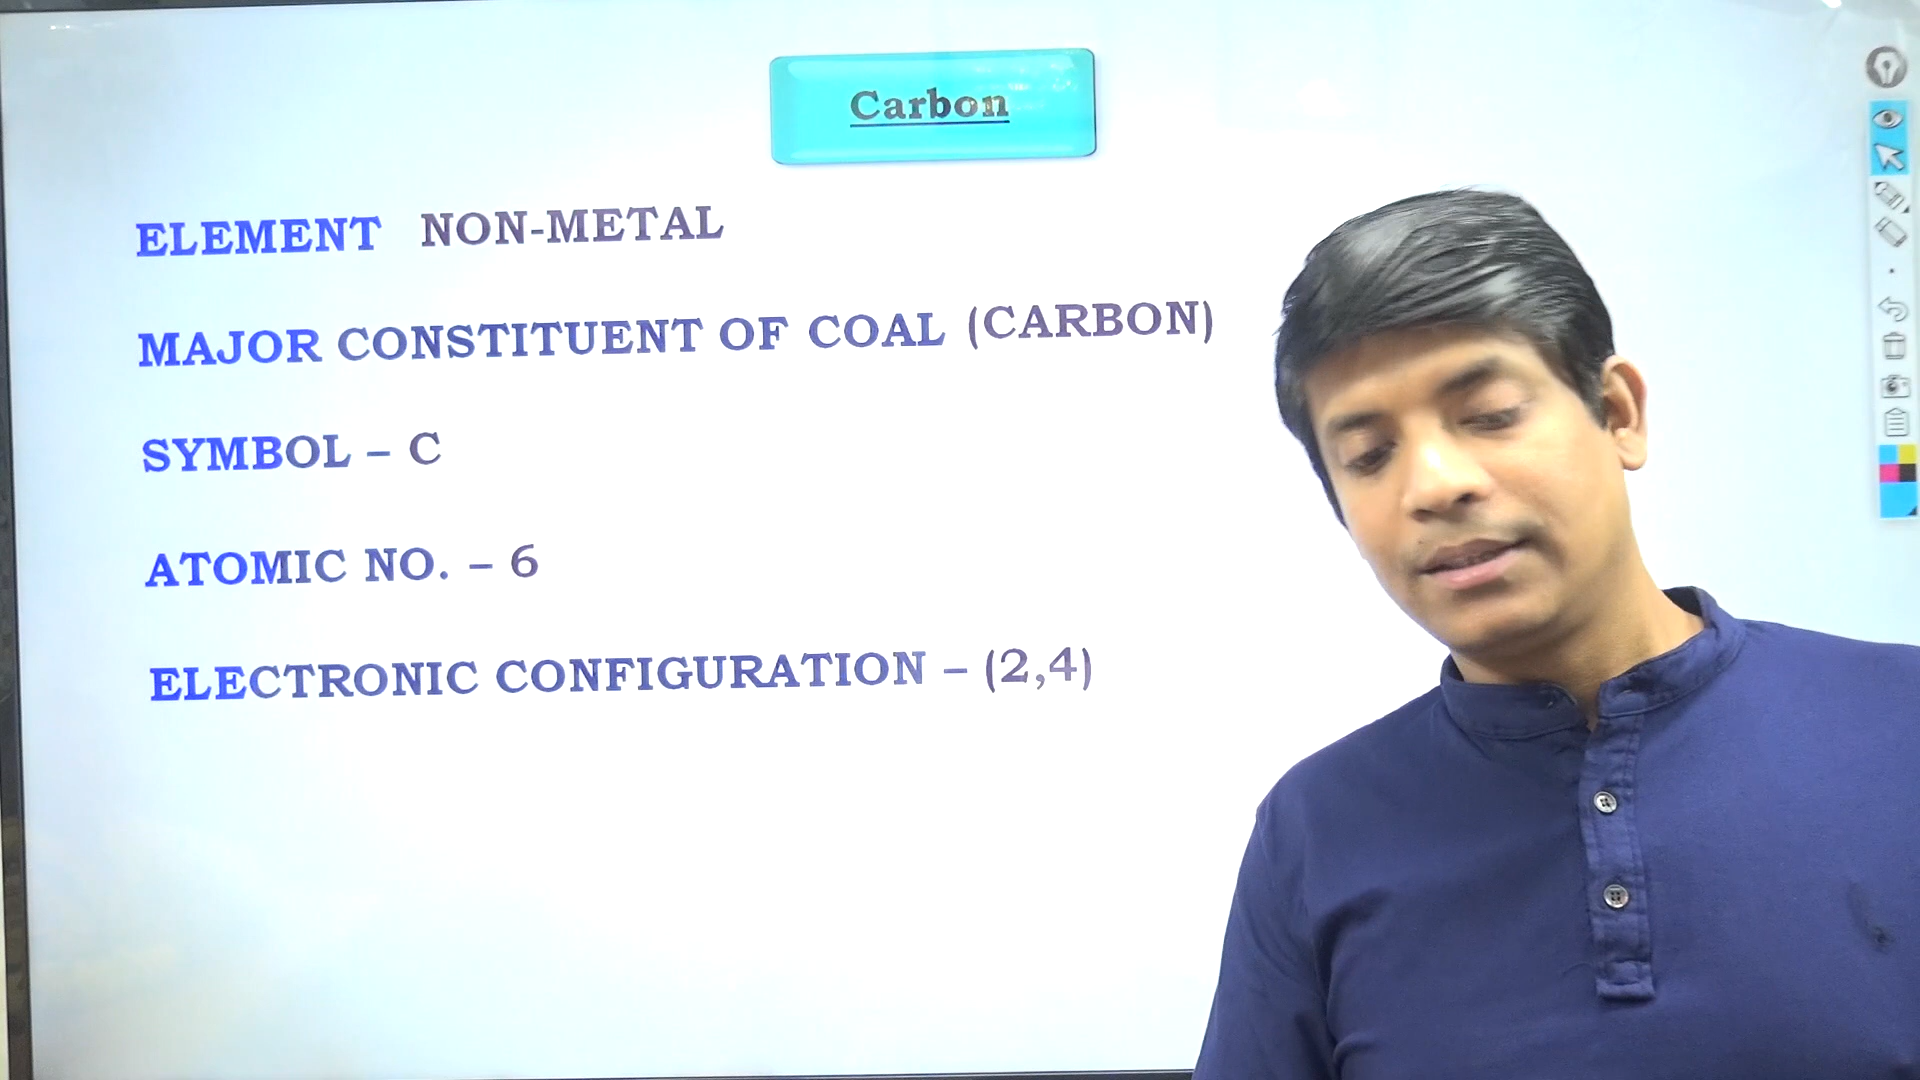 Carbon
ELEMENT NON-METAL
MAJOR CONSTITUENT OF COAL (CARBON)
SYMBOL – C
ATOMIC NO. – 6
ELECTRONIC CONFIGURATION – (2,4)